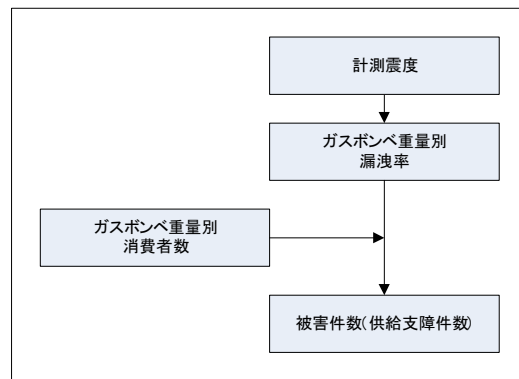 計測震度
ガスボンベ重量別
漏洩率
ガスボンベ重量別
消費者数
被害件数(供給支障件数)